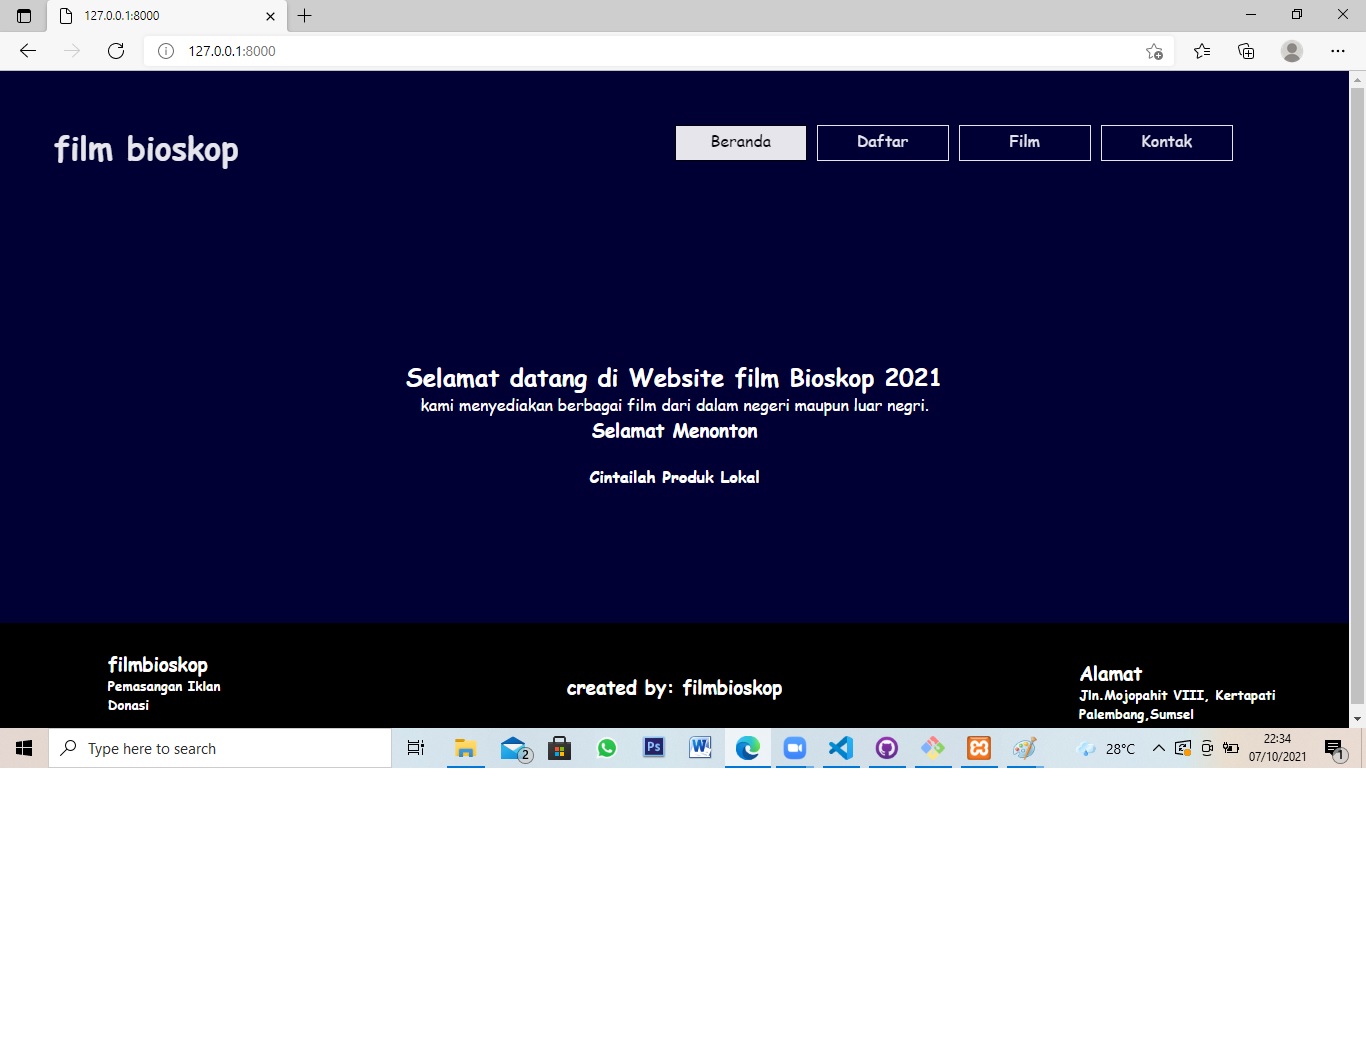 127.0.0.1:8000
127.0.0.1:8000
film bioskop
Beranda
Daftar
Film
Kontak
Selamat datang di Website film Bioskop 2021
kami menyediakan berbagai film dari dalam negeri maupun luar negri.
Selamat Menonton
Cintailah Produk Lokal
filmbioskop
Pemasangan Iklan
Donasi
created by: filmbioskop
Alamat
Jln.Mojopahit VIII, Kertapati
Palembang,Sumsel
Type here to search
2
Ps
W
28°C
22:34
07/10/2021
1